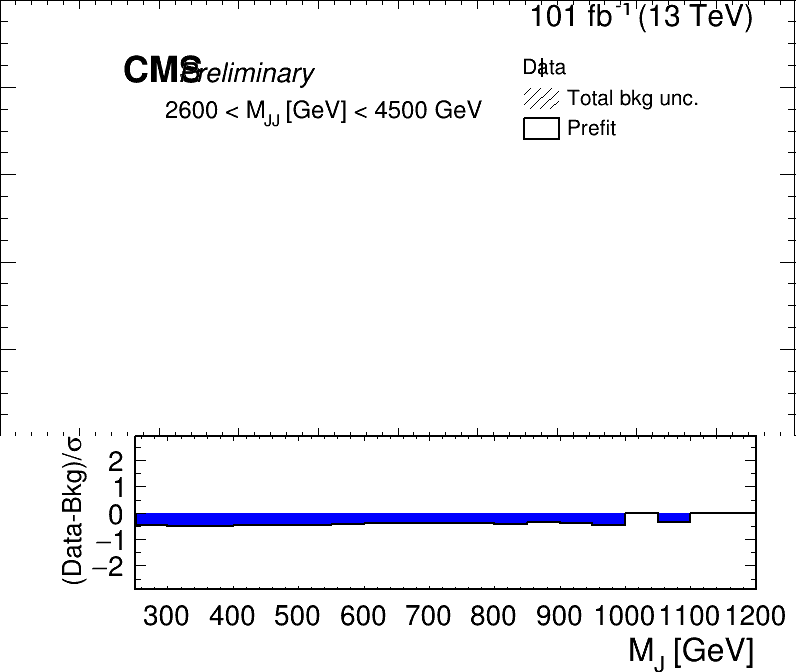 101 fb⁻¹ (13 TeV)
CMS Preliminary
2600 < M_JJ [GeV] < 4500 GeV
Data
Total bkg unc.
Prefit
(Data-Bkg)/σ
2
1
0
−1
−2
300 400 500 600 700 800 900 1000 1100 1200
M_J [GeV]